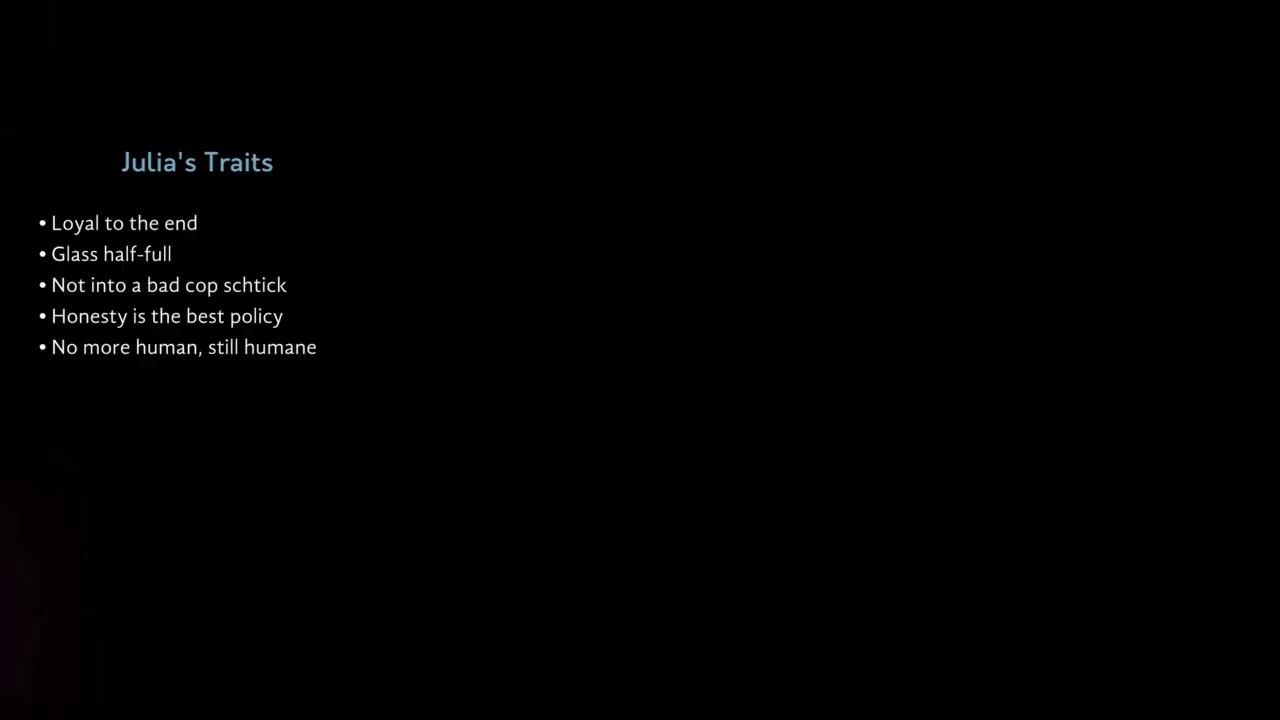 Julia's Traits
• Loyal to the end
• Glass half-full
• Not into a bad cop schtick
• Honesty is the best policy
• No more human, still humane